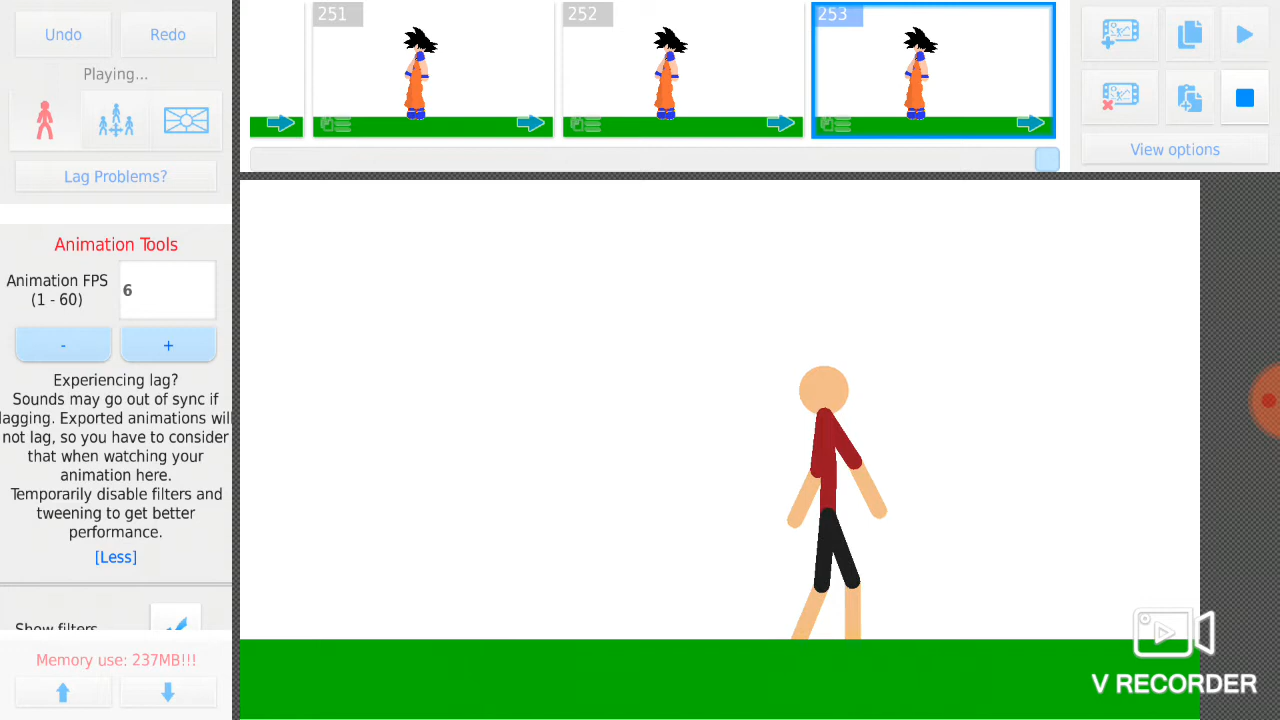 Undo
Redo
Playing...
Lag Problems?
251
252
253
View options
Animation Tools
Animation FPS
(1 - 60)
6
-
+
Experiencing lag?
Sounds may go out of sync if
lagging. Exported animations will
not lag, so you have to consider
that when watching your
animation here.
Temporarily disable filters and
tweening to get better
performance.
[Less]
Show filters
Memory use: 237MB!!!
V RECORDER